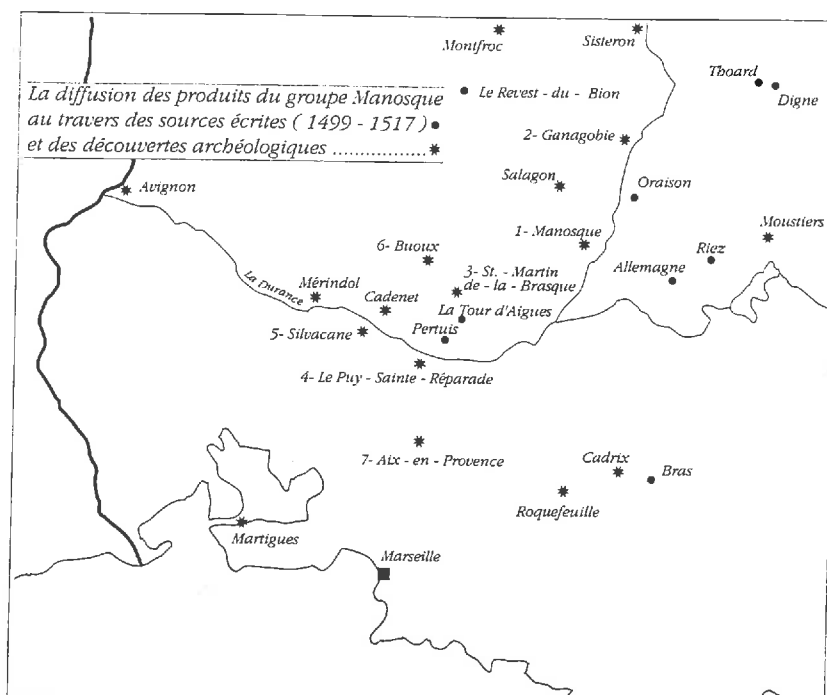 Montfroc
Sisteron
Thoard
Digne
La diffusion des produits du groupe Manosque
au travers des sources écrites ( 1499 - 1517 )
et des découvertes archéologiques ..................
Le Revest - du - Bion
2- Ganagobie
Salagon
Oraison
Avignon
1- Manosque
Moustiers
Riez
Allemagne
6- Buoux
3- St. - Martin
de - la - Brasque
La Durance
Mérindol
Cadenet
La Tour d'Aigues
5- Silvacane
Pertuis
4- Le Puy - Sainte - Réparade
7- Aix - en - Provence
Cadrix
Bras
Roquefeuille
Martigues
Marseille